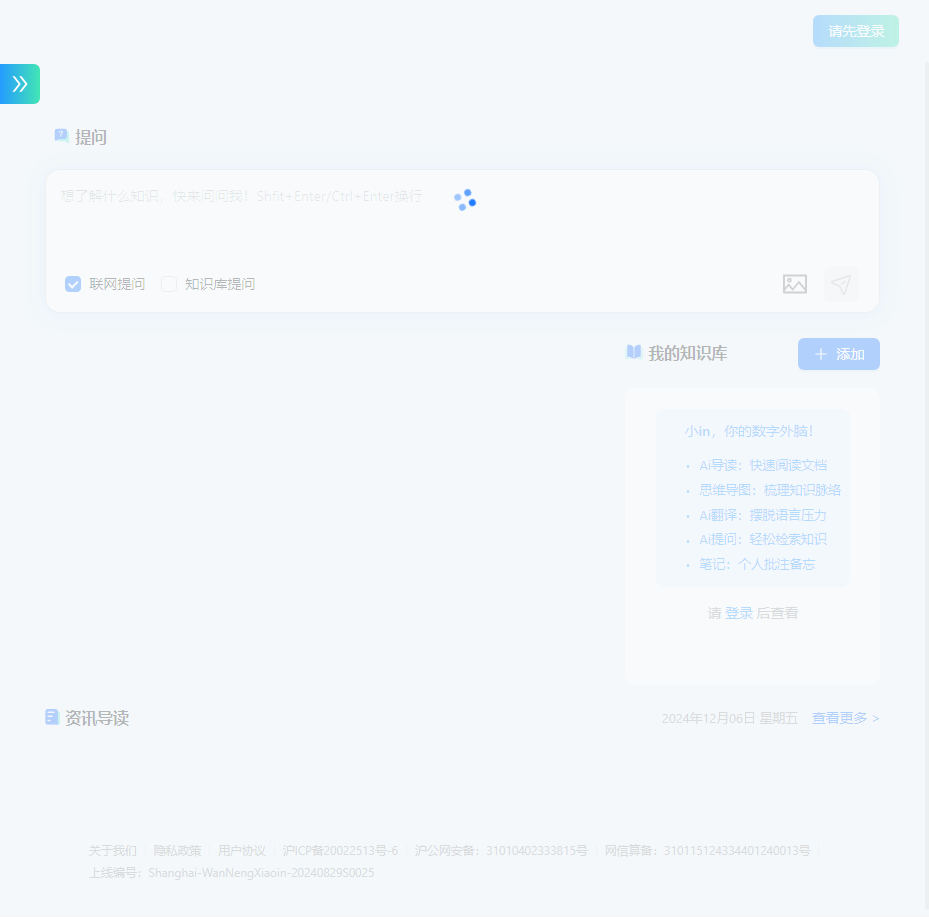 请先登录
提问
想了解什么知识，快来问问我！Shfit+Enter/Ctrl+Enter换行
联网提问 知识库提问
我的知识库 添加
小in，你的数字外脑！
· Ai导读：快速阅读文档
· 思维导图：梳理知识脉络
· Ai翻译：摆脱语言压力
· Ai提问：轻松检索知识
· 笔记：个人批注备忘
请 登录 后查看
资讯导读 2024年12月06日 星期五 查看更多 >
关于我们 | 隐私政策 | 用户协议 | 沪ICP备20022513号-6 | 沪公网安备：31010402333815号 | 网信算备：310115124334401240013号 |
上线编号：Shanghai-WanNengXiaoin-20240829S0025